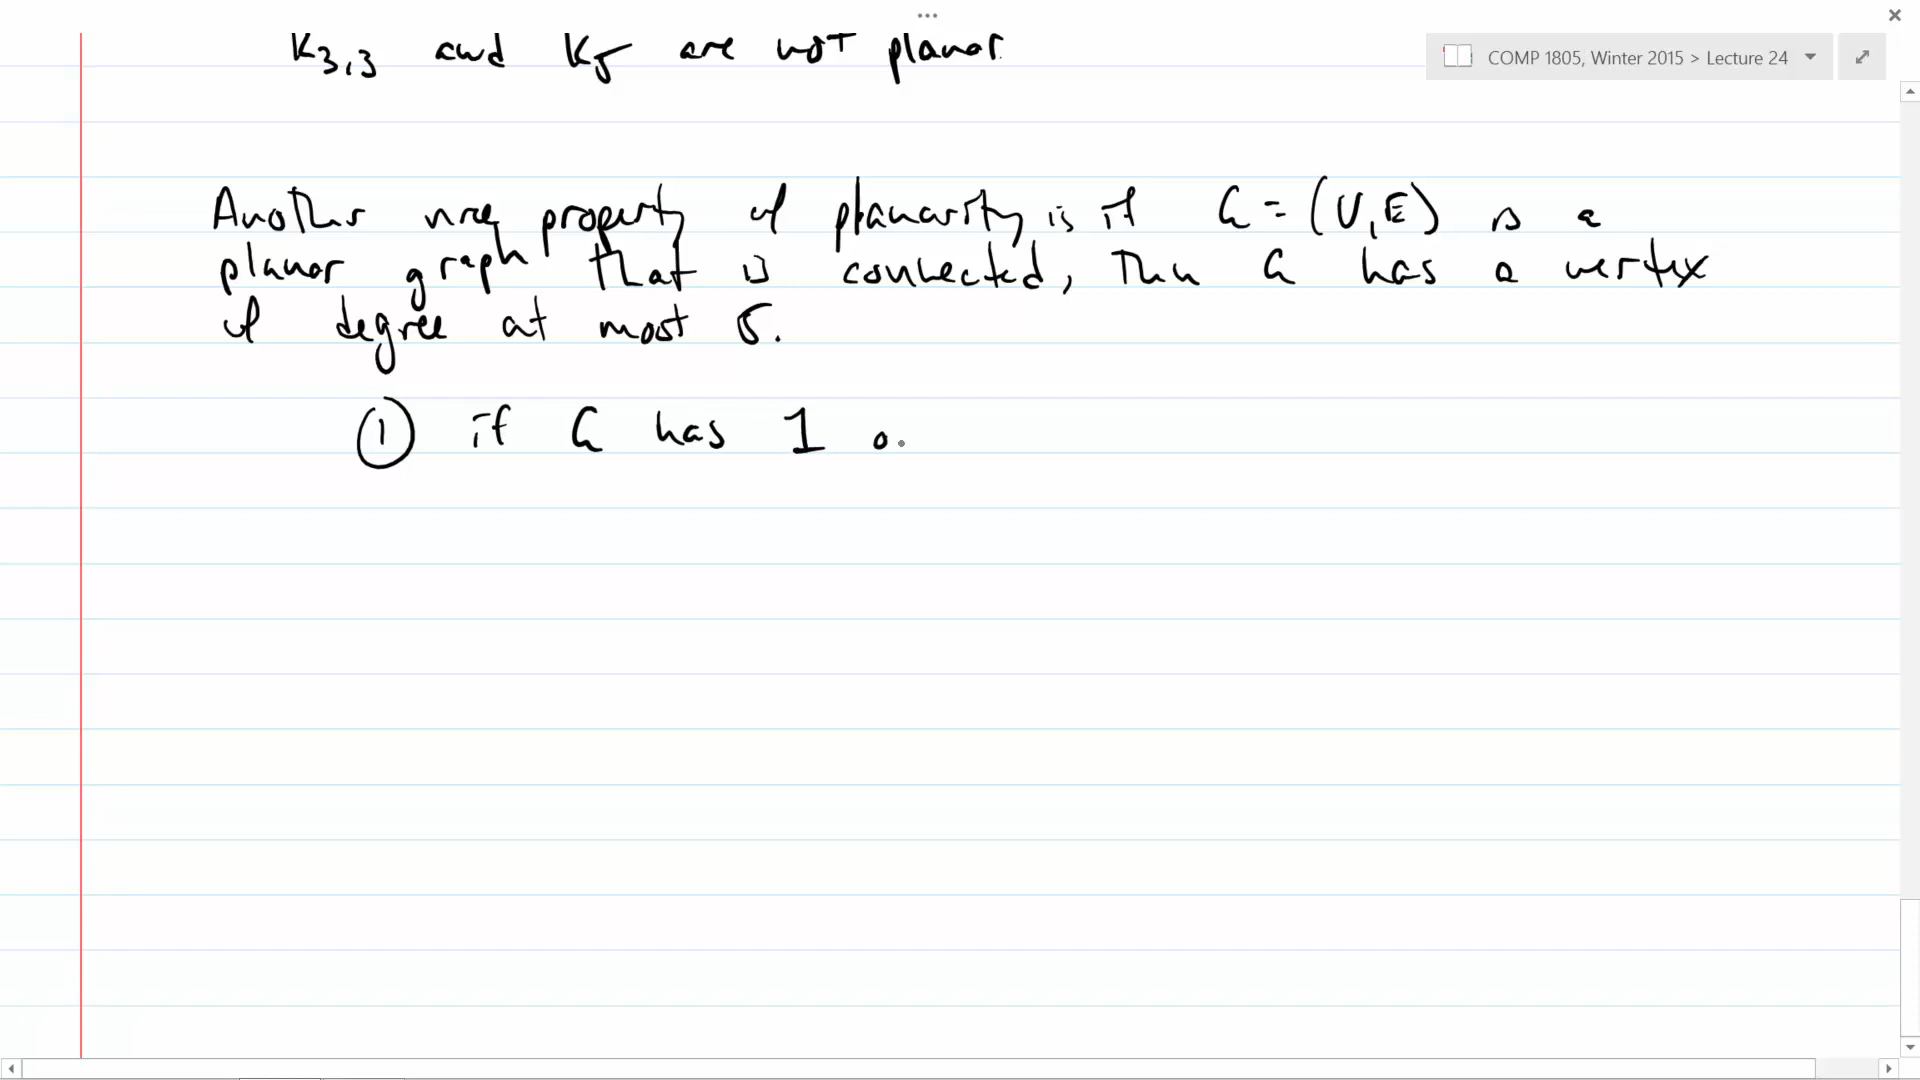 K3,3 and K5 are not planar.
COMP 1805, Winter 2015 > Lecture 24
Another nice property of planarity is if G = (V, E) is a
planar graph that is connected, then G has a vertex
of degree at most 5.
① if G has 1 o